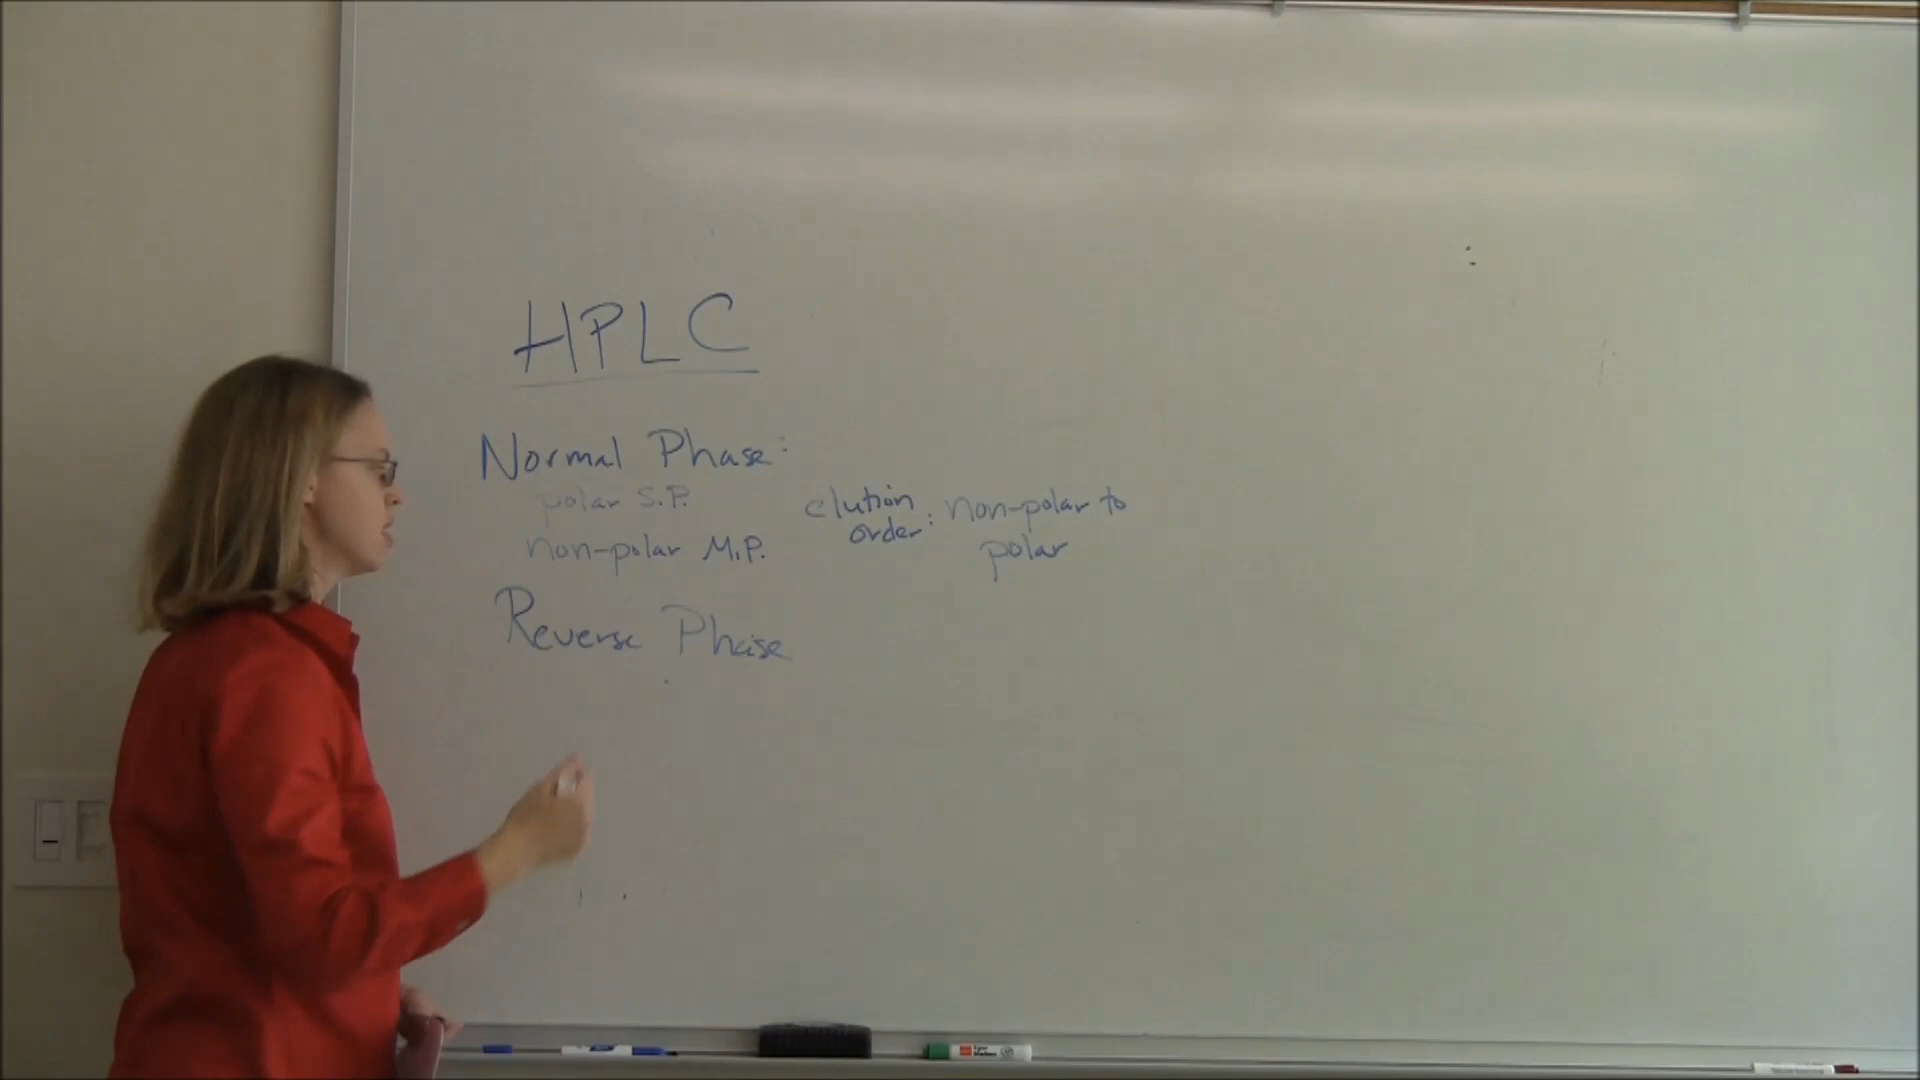 HPLC
Normal Phase:
polar S.P.
non-polar M.P.
elution order: non-polar to polar
Reverse Phase